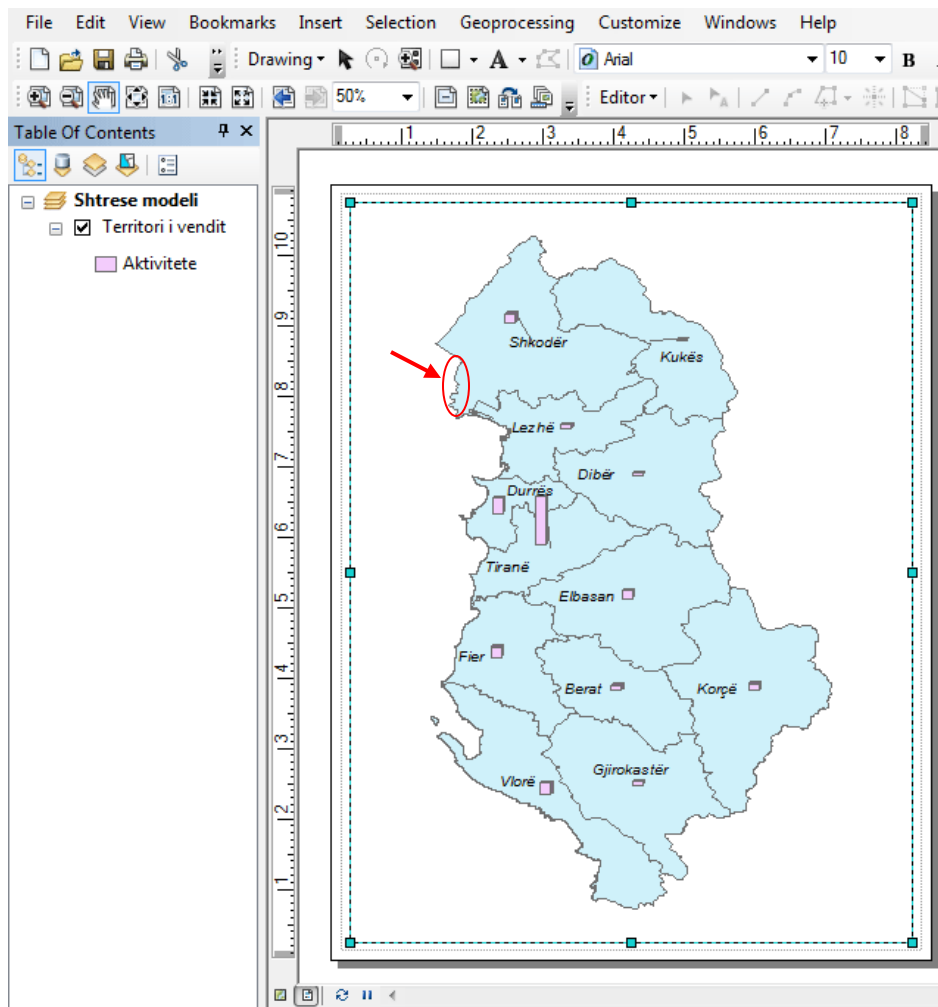 File Edit View Bookmarks Insert Selection Geoprocessing Customize Windows Help
Drawing A Arial 10 B
1:1 50% Editor
Table Of Contents
1 2 3 4 5 6 7 8
Shtrese modeli
Territori i vendit
Aktivitete
10
9
8
7
6
5
4
3
2
1
Shkodër
Kukës
Lezhë
Dibër
Durrës
Tiranë
Elbasan
Fier
Berat
Korçë
Gjirokastër
Vlorë